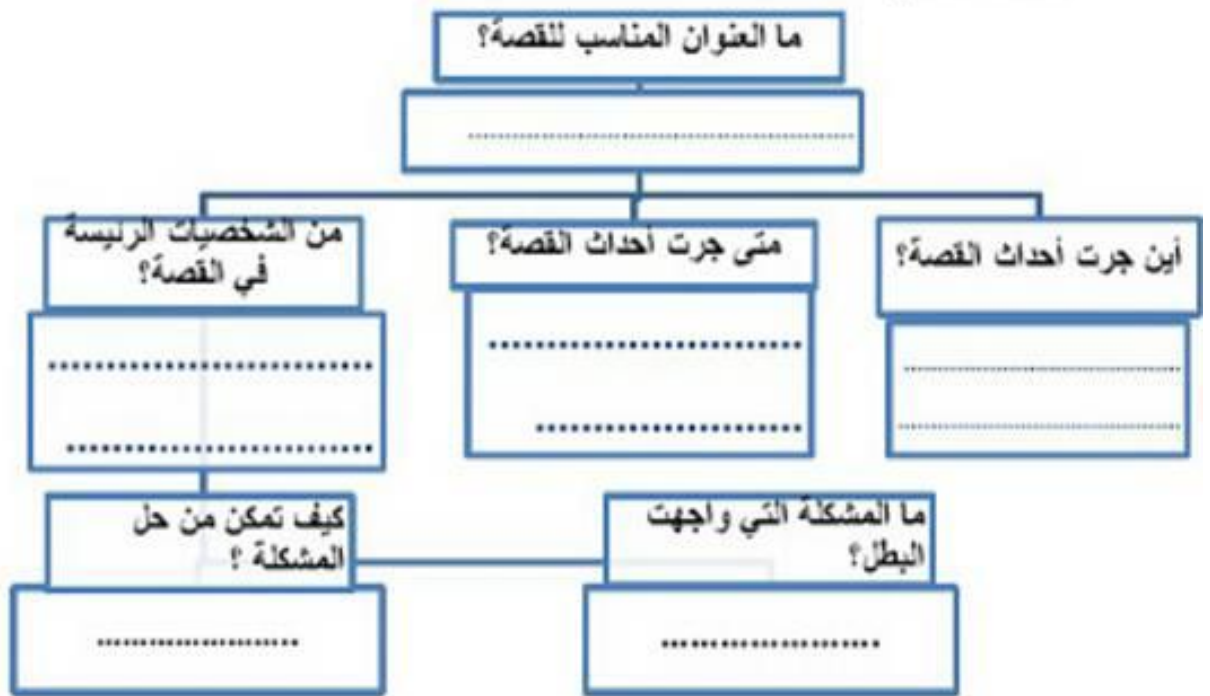 ما العنوان المناسب للقصة؟
........................................
أين جرت أحداث القصة؟
متى جرت أحداث القصة؟
من الشخصيات الرئيسة
في القصة؟
........................................
........................................
........................................
........................................
........................................
........................................
ما المشكلة التي واجهت
البطل؟
كيف تمكن من حل
المشكلة ؟
........................
........................